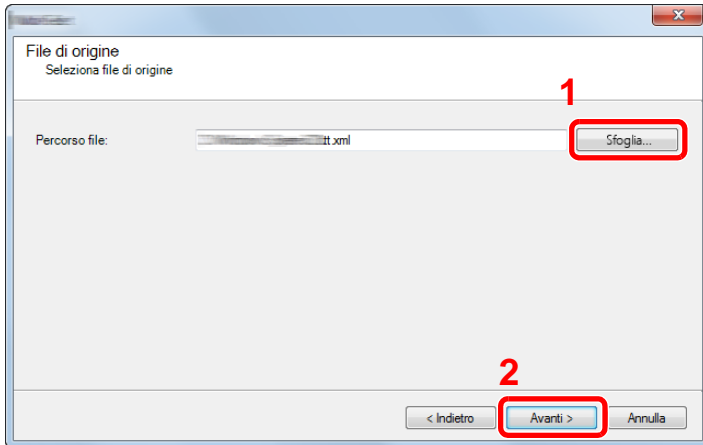 File di origine
Seleziona file di origine
1
Percorso file: tt.xml Sfoglia...
2
< Indietro Avanti > Annulla